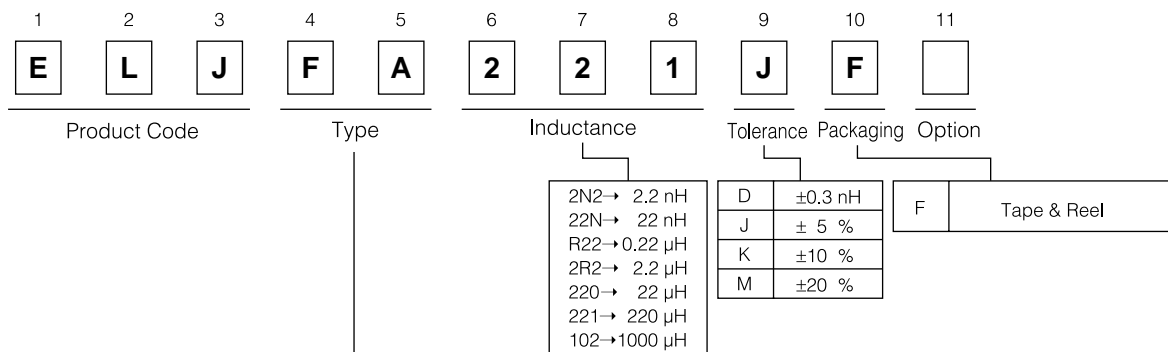 1 2 3 4 5 6 7 8 9 10 11
E L J F A 2 2 1 J F
Product Code Type Inductance Tolerance Packaging Option
2N2→ 2.2 nH
22N→ 22 nH
R22→0.22 µH
2R2→ 2.2 µH
220→ 22 µH
221→ 220 µH
102→1000 µH
D ±0.3 nH
J ± 5 %
K ±10 %
M ±20 %
F Tape & Reel